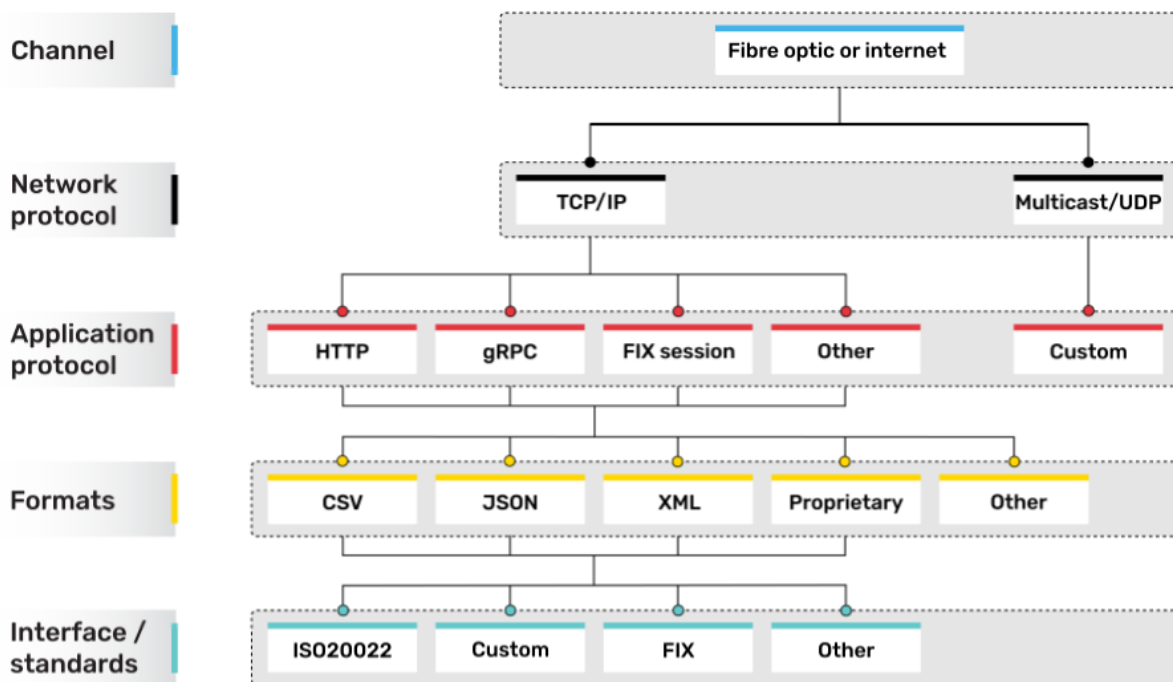 Channel
Fibre optic or internet
Network
protocol
TCP/IP
Multicast/UDP
Application
protocol
HTTP
gRPC
FIX session
Other
Custom
Formats
CSV
JSON
XML
Proprietary
Other
Interface /
standards
ISO20022
Custom
FIX
Other